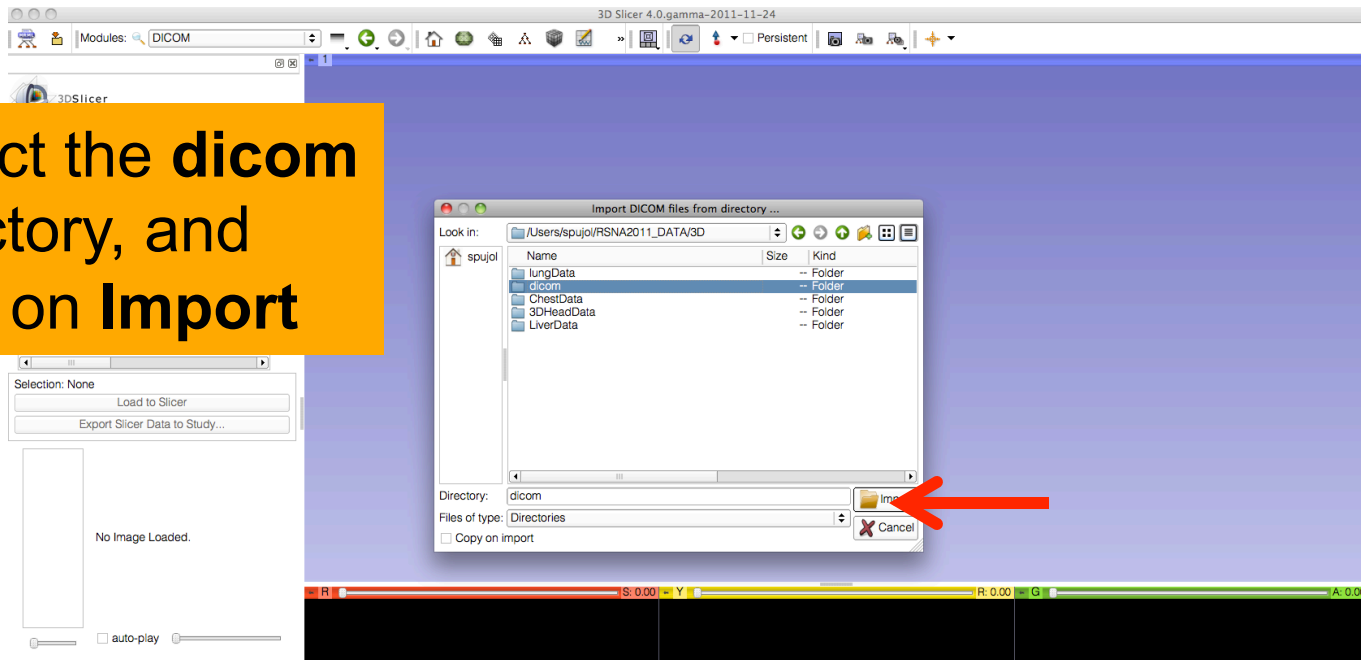 3D Slicer 4.0.gamma-2011-11-24
Modules: DICOM
» Persistent
1
3DSlicer
ct the dicom
ctory, and
on Import
Import DICOM files from directory ...
Look in: /Users/spujol/RSNA2011_DATA/3D
spujol
Name Size Kind
lungData -- Folder
dicom -- Folder
ChestData -- Folder
3DHeadData -- Folder
LiverData -- Folder
Directory: dicom
Files of type: Directories
Cancel
Copy on import
Selection: None
Load to Slicer
Export Slicer Data to Study...
No Image Loaded.
auto-play
R S: 0.00 Y R: 0.00 G A: 0.00